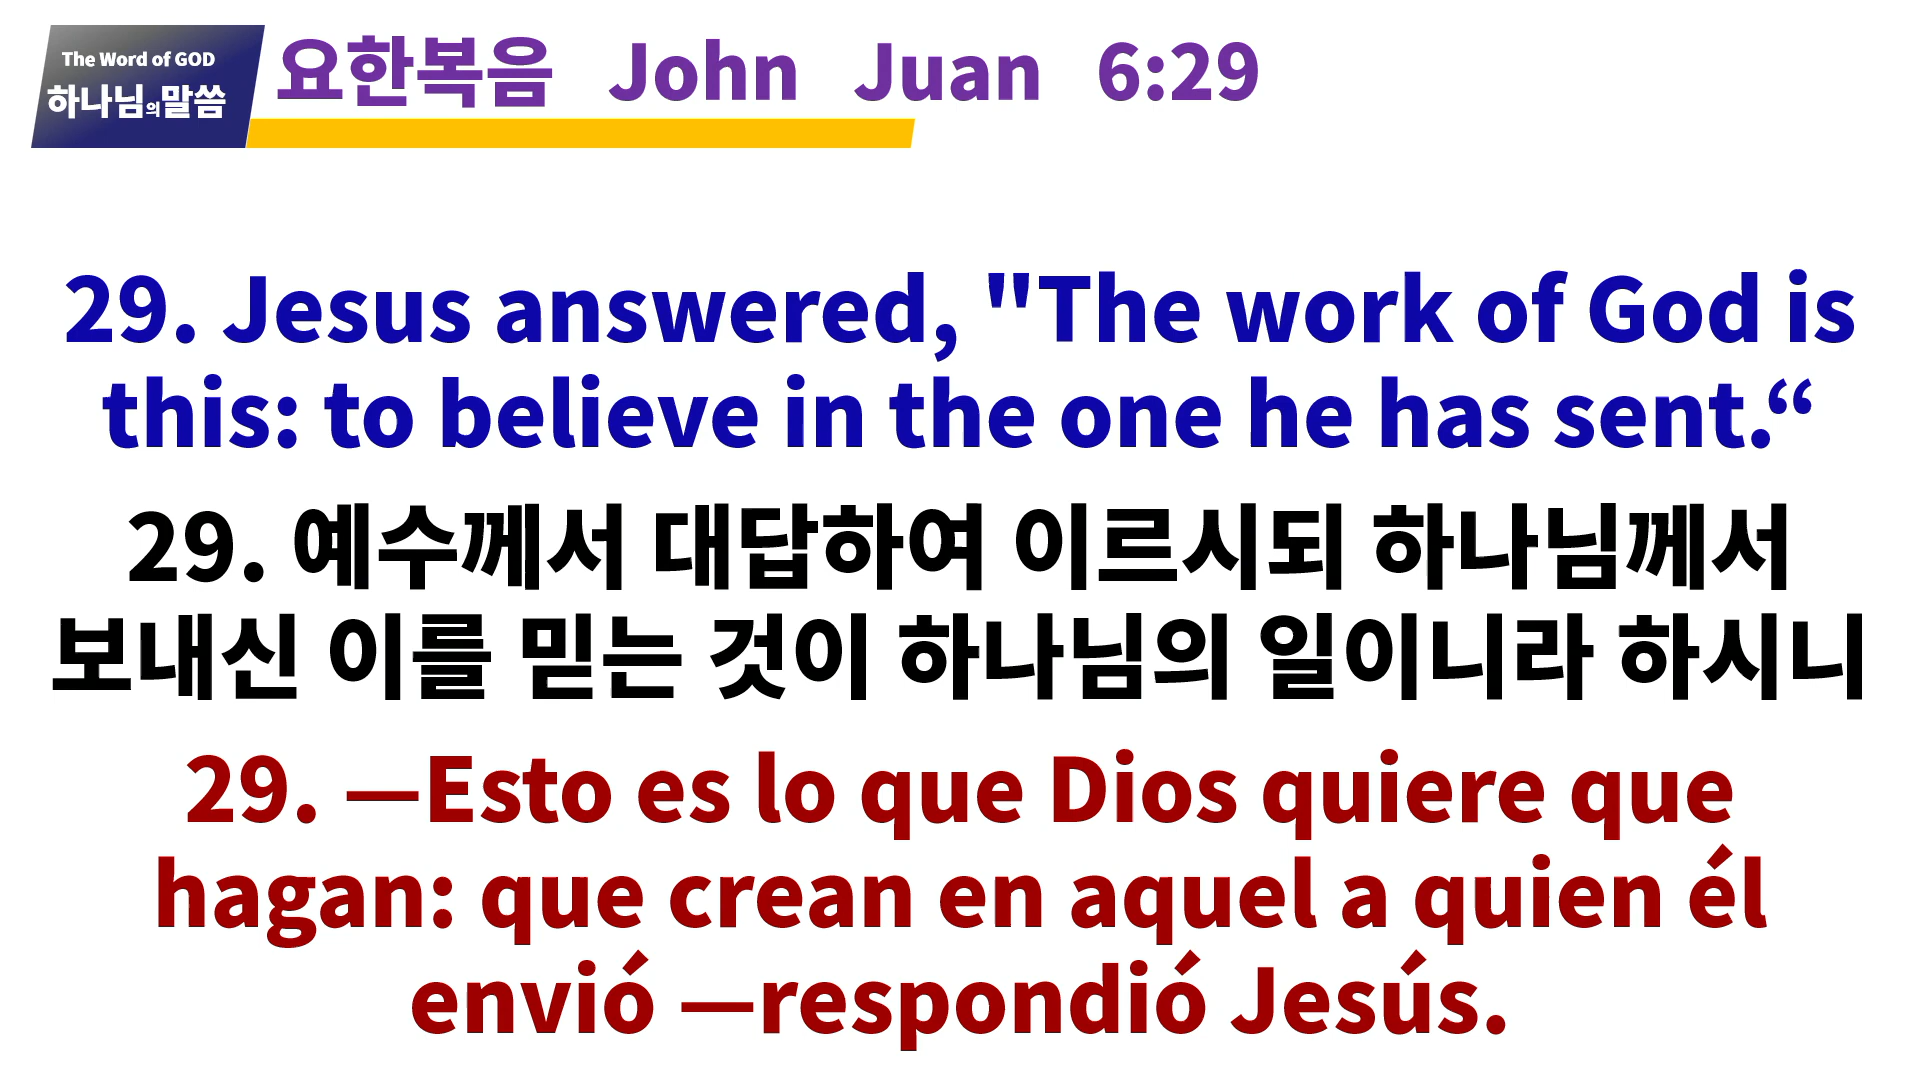 The Word of GOD
하나님의말씀
요한복음 John Juan 6:29
29. Jesus answered, "The work of God is
this: to believe in the one he has sent.“
29. 예수께서 대답하여 이르시되 하나님께서
보내신 이를 믿는 것이 하나님의 일이니라 하시니
29. —Esto es lo que Dios quiere que
hagan: que crean en aquel a quien él
envió —respondió Jesús.